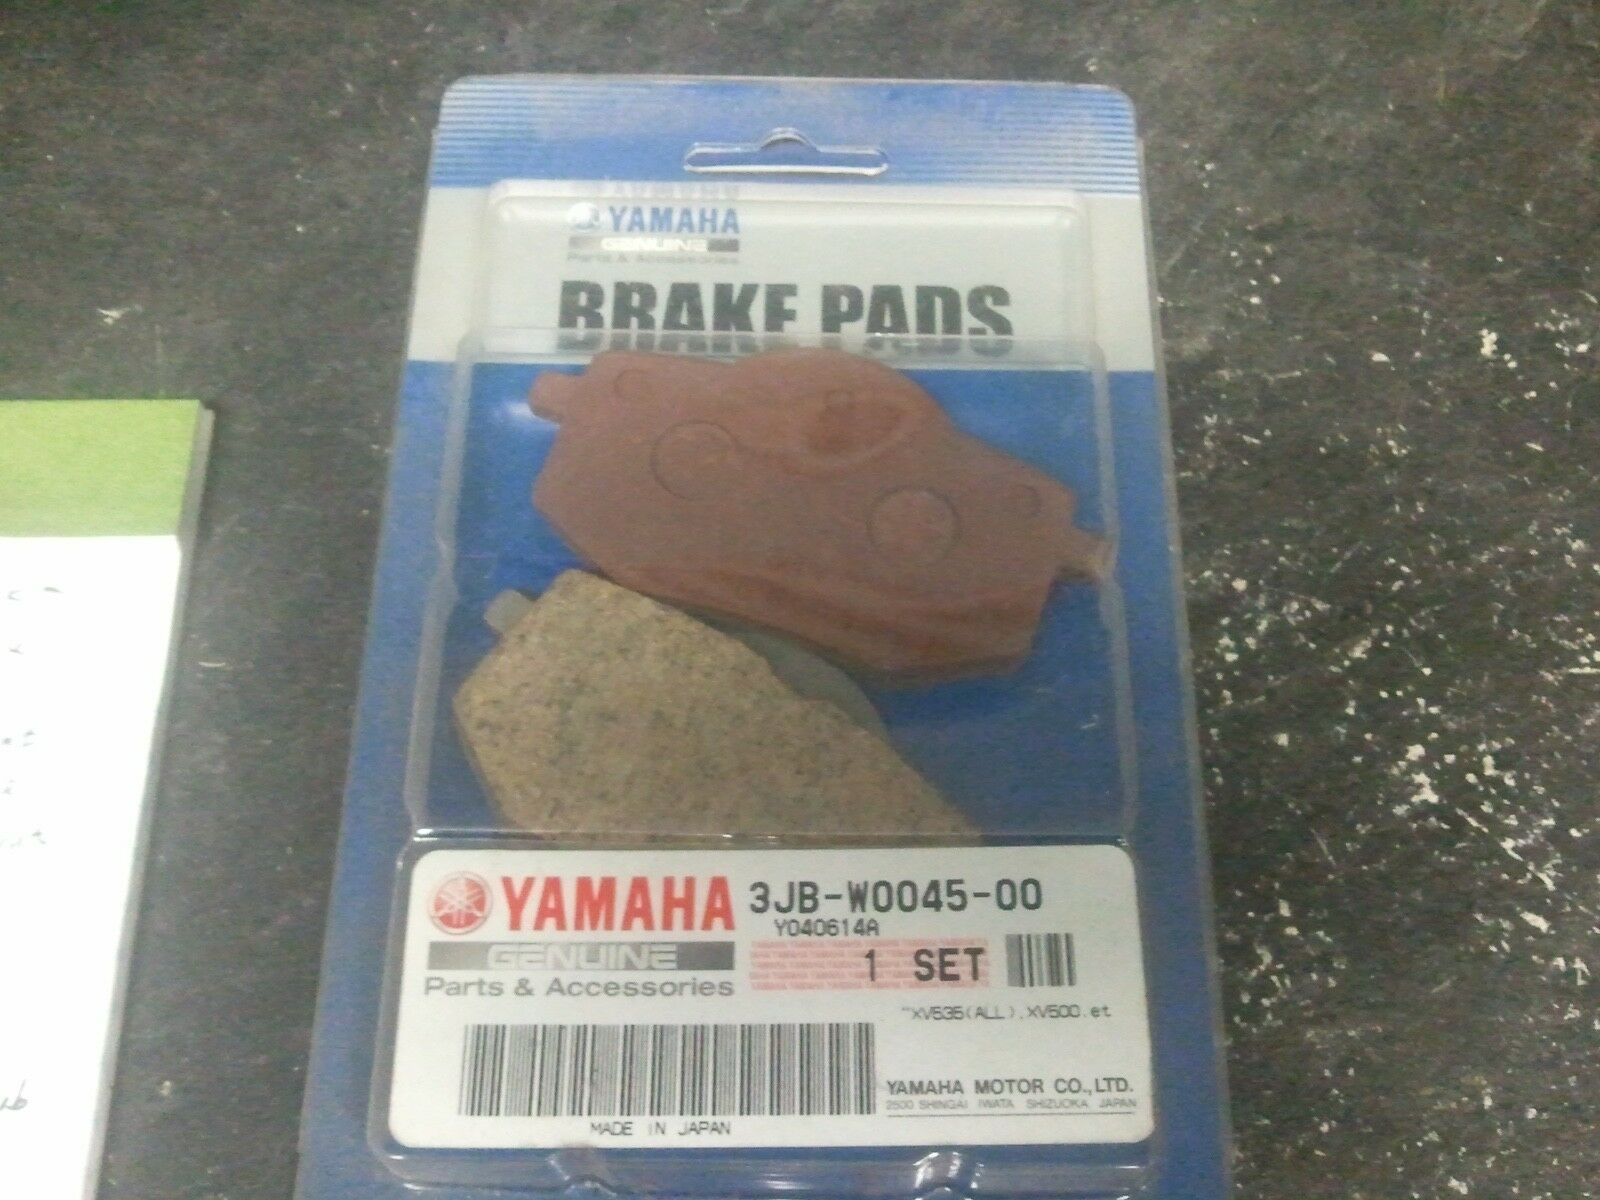 YAMAHA
GENUINE
Parts & Accessories
BRAKE PADS
YAMAHA 3JB-W0045-00
Y040614A
GENUINE
1 SET
Parts & Accessories
"XV535(ALL),XV500.et
YAMAHA MOTOR CO.,LTD.
2500 SHINGAI IWATA SHIZUOKA JAPAN
MADE IN JAPAN